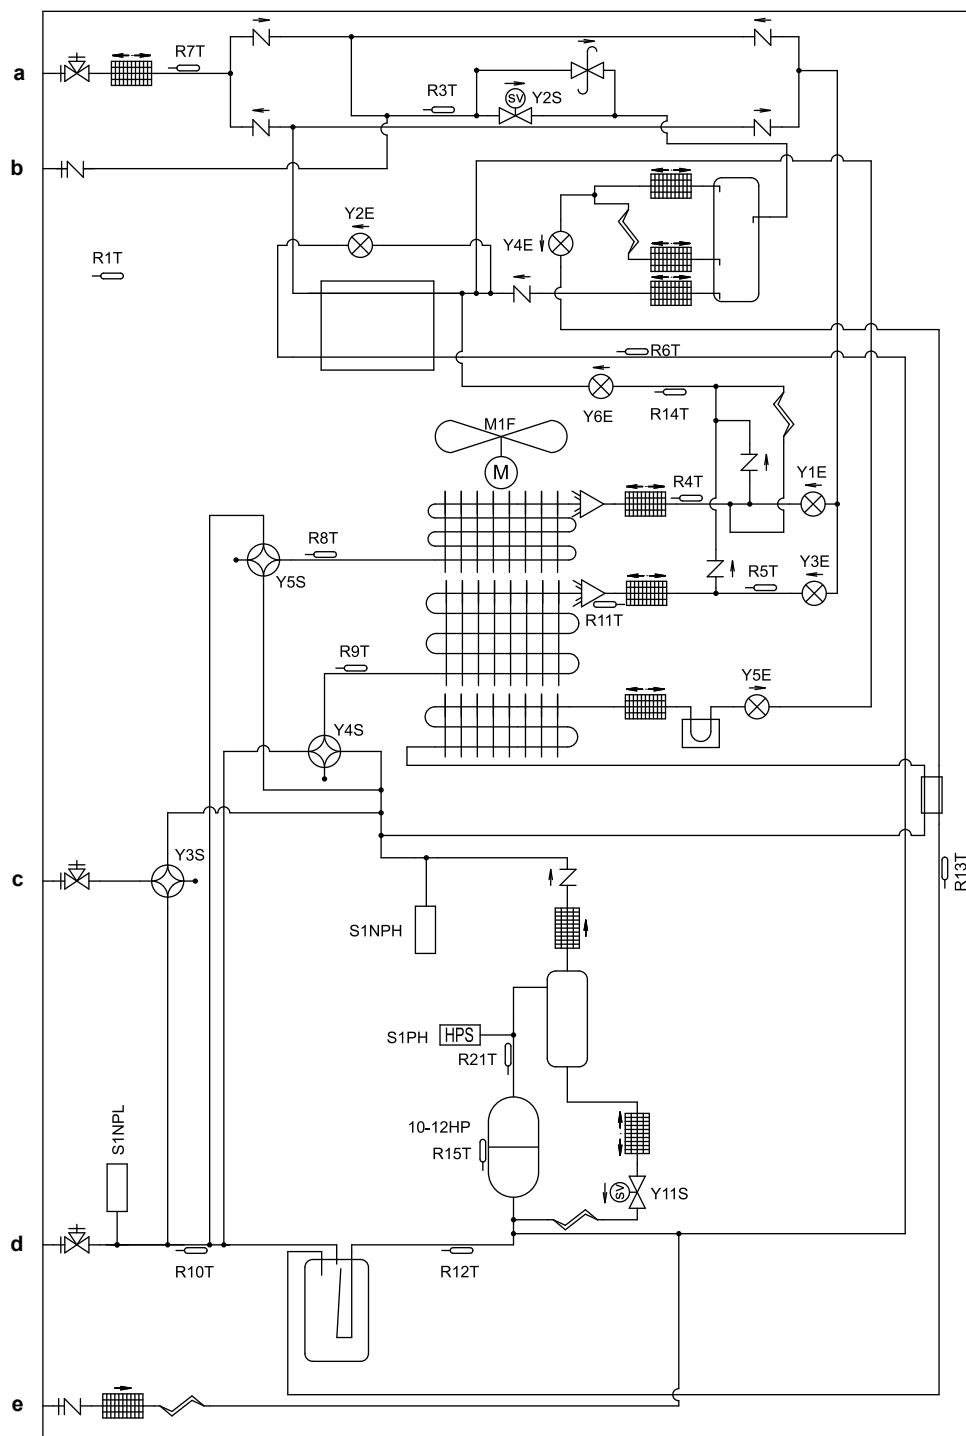 R7T
a
R3T
SV
Y2S
b
Y2E
Y4E
R1T
R6T
Y6E
R14T
M1F
M
R4T
Y1E
R8T
Y5S
R5T
Y3E
R11T
R9T
Y5E
Y4S
Y3S
c
R13T
S1NPH
S1PH
HPS
R21T
10-12HP
R15T
S1NPL
SV
Y11S
d
R10T
R12T
e